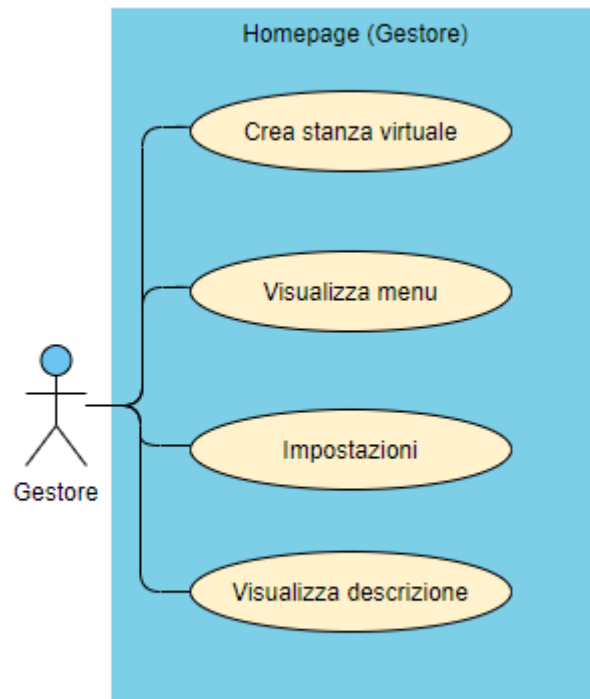 Homepage (Gestore)
Crea stanza virtuale
Visualizza menu
Impostazioni
Gestore
Visualizza descrizione